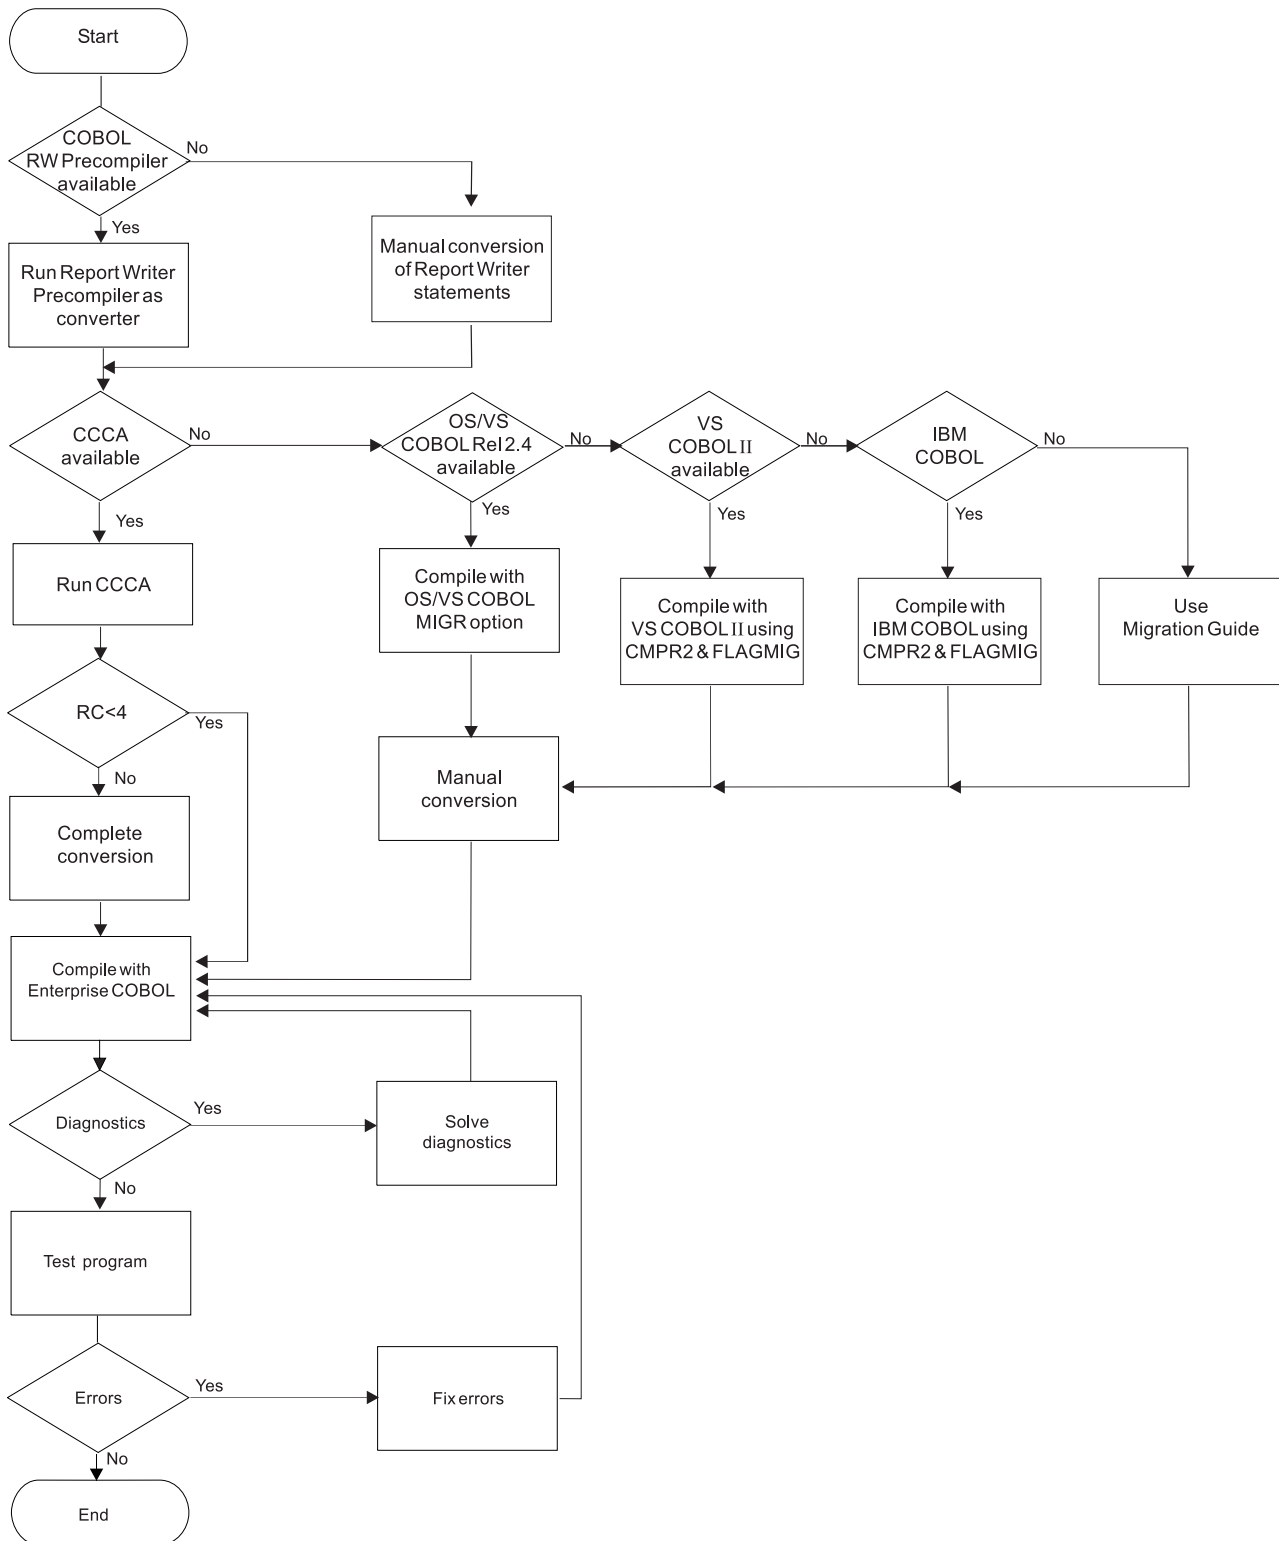 Start
COBOL
RW Precompiler
available
No
Yes
Run Report Writer
Precompiler as
converter
Manual conversion
of Report Writer
statements
CCCA
available
No
OS/VS
COBOL Rel 2.4
available
No
VS
COBOL II
available
No
IBM
COBOL
No
Yes
Yes
Yes
Yes
Run CCCA
Compile with
OS/VS COBOL
MIGR option
Compile with
VS COBOL II using
CMPR2 & FLAGMIG
Compile with
IBM COBOL using
CMPR2 & FLAGMIG
Use
Migration Guide
RC<4
Yes
No
Manual
conversion
Complete
conversion
Compile with
Enterprise COBOL
Diagnostics
Yes
Solve
diagnostics
No
Test program
Errors
Yes
Fix errors
No
End